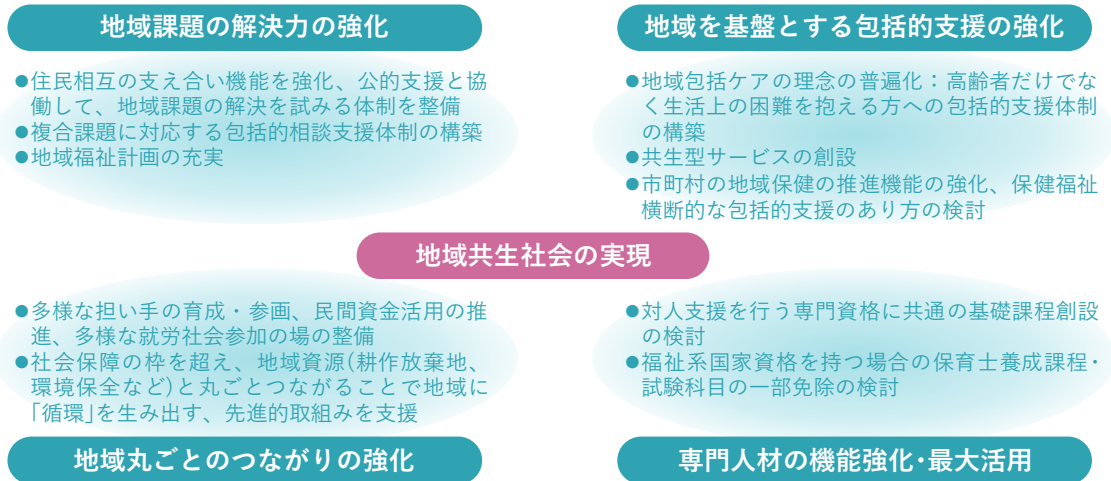 地域課題の解決力の強化
●住民相互の支え合い機能を強化、公的支援と協
働して、地域課題の解決を試みる体制を整備
●複合課題に対応する包括的相談支援体制の構築
●地域福祉計画の充実
地域を基盤とする包括的支援の強化
●地域包括ケアの理念の普遍化：高齢者だけでな
く生活上の困難を抱える方への包括的支援体制
の構築
●共生型サービスの創設
●市町村の地域保健の推進機能の強化、保健福祉
横断的な包括的支援のあり方の検討
地域共生社会の実現
●多様な担い手の育成・参画、民間資金活用の推
進、多様な就労社会参加の場の整備
●社会保障の枠を超え、地域資源(耕作放棄地、
環境保全など)と丸ごとつながることで地域に
「循環」を生み出す、先進的取組みを支援
地域丸ごとのつながりの強化
●対人支援を行う専門資格に共通の基礎課程創設
の検討
●福祉系国家資格を持つ場合の保育士養成課程・
試験科目の一部免除の検討
専門人材の機能強化・最大活用